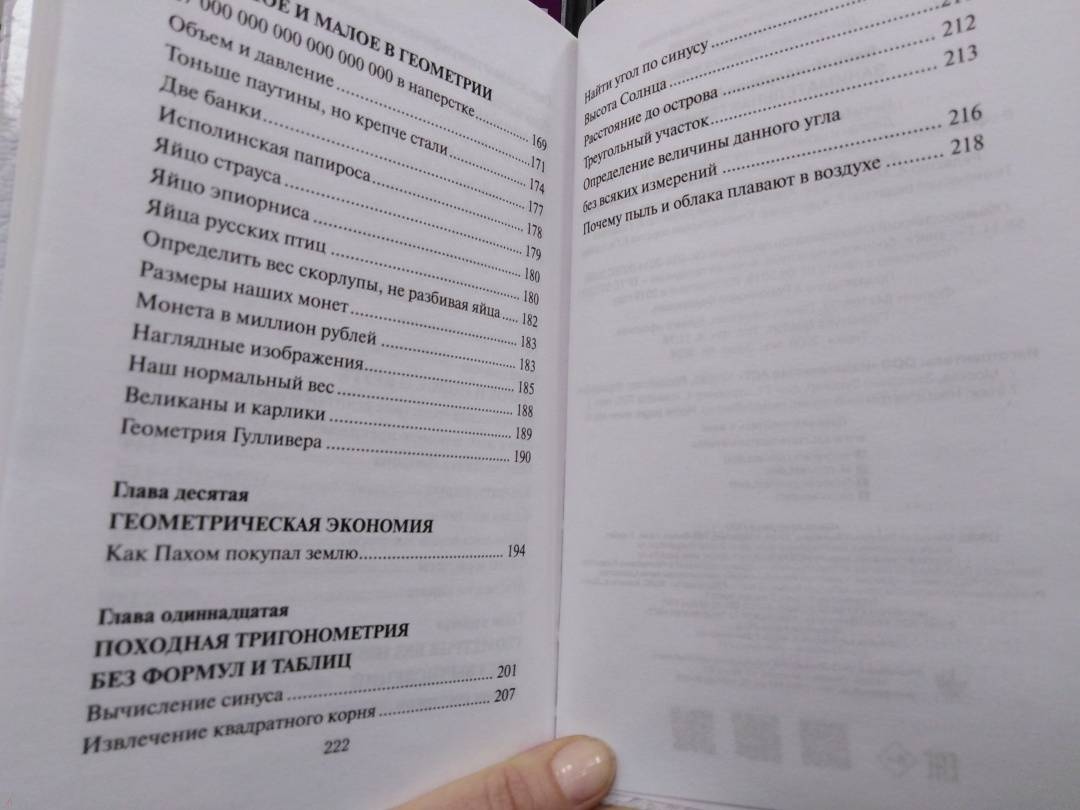 И МАЛОЕ В ГЕОМЕТРИИ
000 000 000 000 000 000 в наперстке..........169
Объем и давление ..........171
Тоньше паутины, но крепче стали..........174
Две банки..........177
Исполинская папироса..........178
Яйцо страуса..........179
Яйцо эпиорниса ..........180
Яйца русских птиц ..........180
Определить вес скорлупы, не разбивая яйца..... 182
Размеры наших монет..........183
Монета в миллион рублей ..........183
Наглядные изображения..........185
Наш нормальный вес ..........188
Великаны и карлики ..........189
Геометрия Гулливера ..........190
Глава десятая
ГЕОМЕТРИЧЕСКАЯ ЭКОНОМИЯ
Как Пахом покупал землю..........194
Глава одиннадцатая
ПОХОДНАЯ ТРИГОНОМЕТРИЯ
БЕЗ ФОРМУЛ И ТАБЛИЦ
Вычисление синуса ..........201
Извлечение квадратного корня ..........207
222
Найти угол по синусу ..........
Высота Солнца..........
Расстояние до острова ..........212
Треугольный участок..........213
Определение величины данного угла
без всяких измерений ..........216
Почему пыль и облака плавают в воздухе ..........218